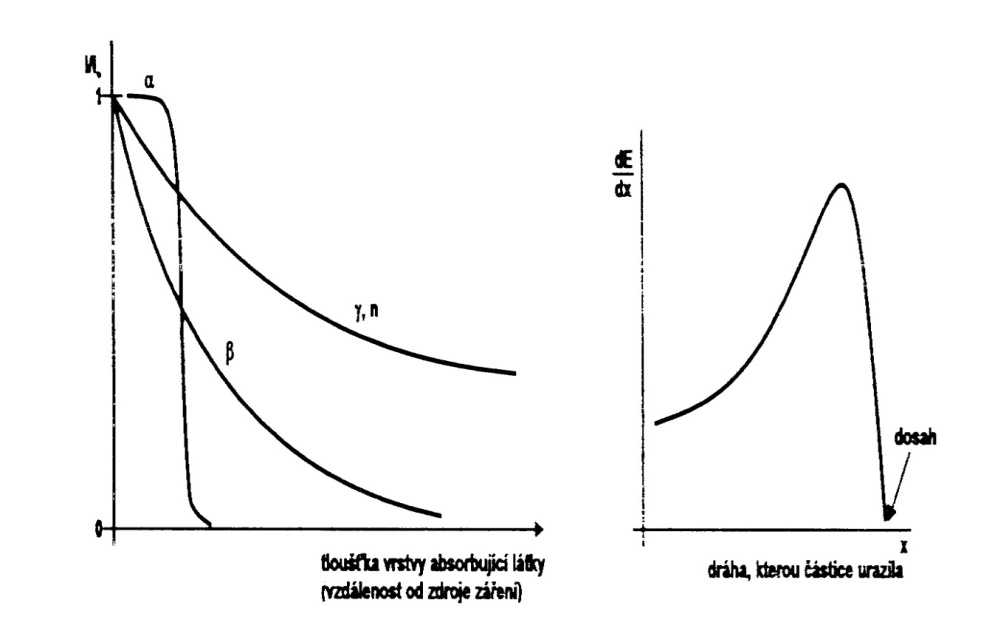 I/I₀
α
1
γ, n
β
0
tloušťka vrstvy absorbující látky
(vzdálenost od zdroje záření)
dE
dx
dosah
x
dráha, kterou částice urazila